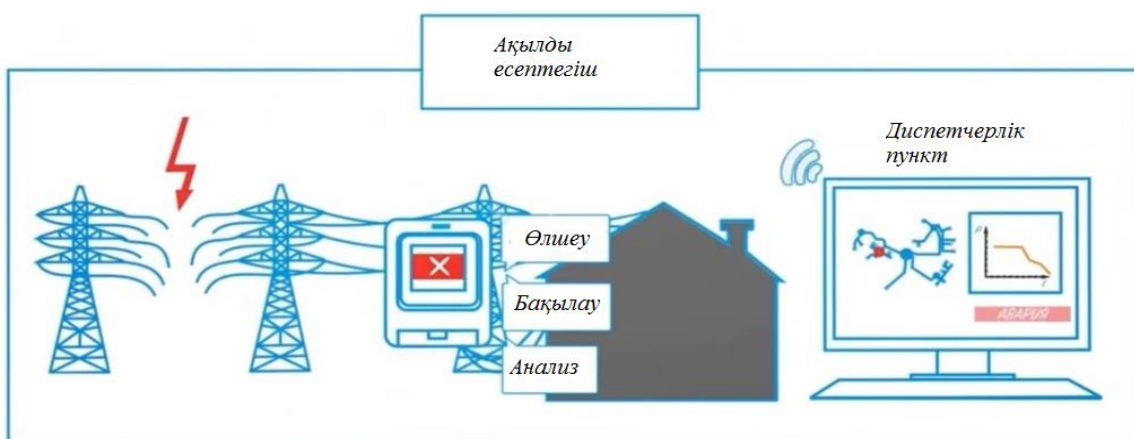 Ақылды
есептегіш
Диспетчерлік
пункт
Өлшеу
Бақылау
Анализ
АВАРИЯ